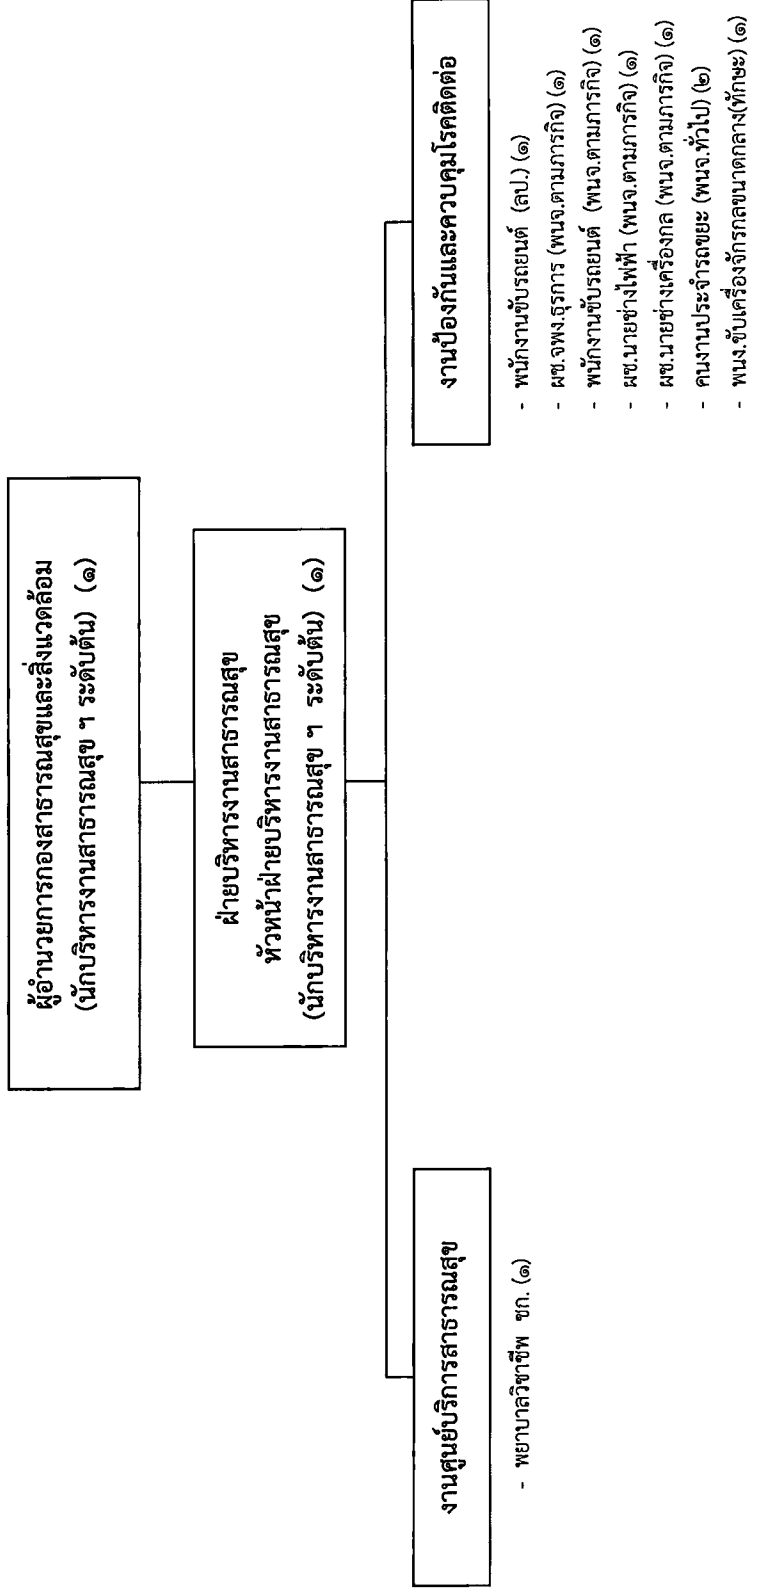 ผู้อำนวยการกองสาธารณสุขและสิ่งแวดล้อม
(นักบริหารงานสาธารณสุข ฯ ระดับต้น) (๑)
ฝ่ายบริหารงานสาธารณสุข
หัวหน้าฝ่ายบริหารงานสาธารณสุข
(นักบริหารงานสาธารณสุข ฯ ระดับต้น) (๑)
งานศูนย์บริการสาธารณสุข
- พยาบาลวิชาชีพ ชก. (๑)
งานป้องกันและควบคุมโรคติดต่อ
- พนักงานขับรถยนต์ (ลป.) (๑)
- ผช.จพง.ธุรการ (พนจ.ตามภารกิจ) (๑)
- พนักงานขับรถยนต์ (พนจ.ตามภารกิจ) (๑)
- ผช.นายช่างไฟฟ้า (พนจ.ตามภารกิจ) (๑)
- ผช.นายช่างเครื่องกล (พนจ.ตามภารกิจ) (๑)
- คนงานประจำรถขยะ (พนจ.ทั่วไป) (๒)
- พนง.ขับเครื่องจักรกลขนาดกลาง(ทักษะ) (๑)